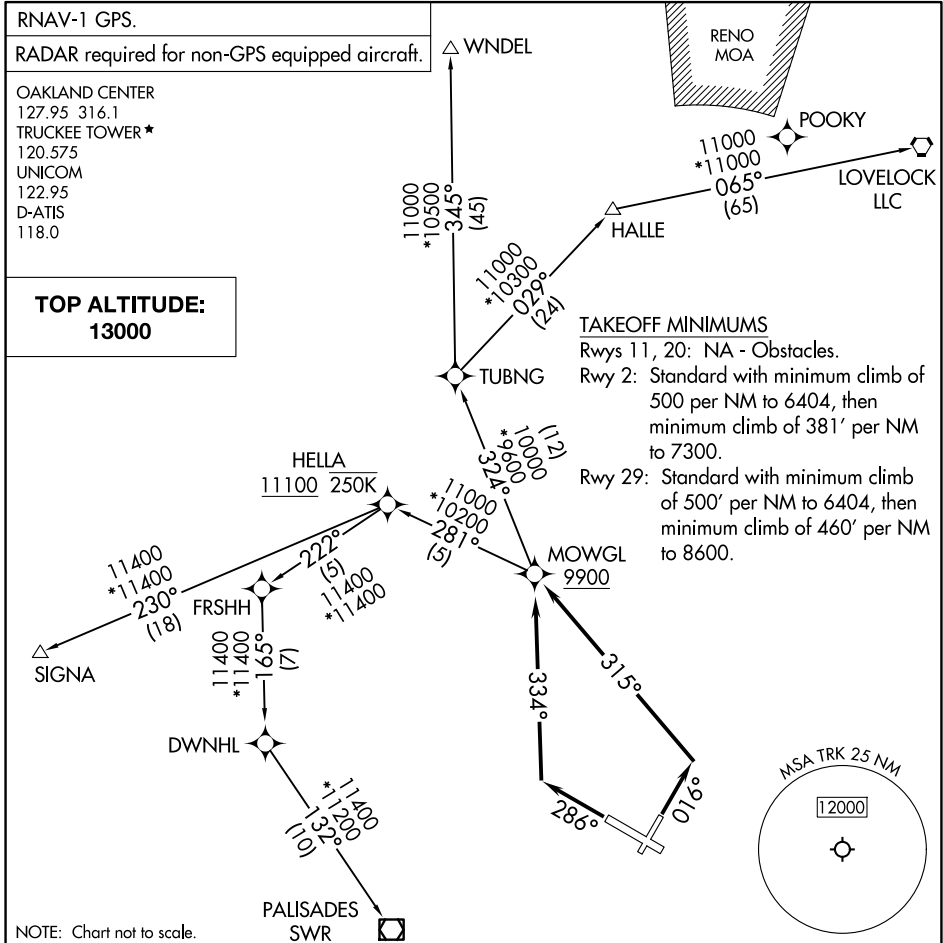 RNAV-1 GPS.
RADAR required for non-GPS equipped aircraft.
OAKLAND CENTER
127.95 316.1
TRUCKEE TOWER★
120.575
UNICOM
122.95
D-ATIS
118.0
TOP ALTITUDE:
13000
WNDEL
RENO
MOA
POOKY
LOVELOCK
LLC
11000
*11000
065°
(65)
HALLE
11000
*10500
345°
(45)
11000
*10300
029°
(24)
TUBNG
TAKEOFF MINIMUMS
Rwys 11, 20: NA - Obstacles.
Rwy 2: Standard with minimum climb of
500 per NM to 6404, then
minimum climb of 381' per NM
to 7300.
Rwy 29: Standard with minimum climb
of 500' per NM to 6404, then
minimum climb of 460' per NM
to 8600.
(12)
10000
*9600
324°
HELLA
11100 250K
11000
*10200
281°
(5)
MOWGL
9900
222°
(5)
11400
*11400
11400
*11400
230°
(18)
FRSHH
SIGNA
11400
*11400
165°
(7)
DWNHL
334°
315°
286°
016°
11400
*11200
132°
(10)
PALISADES
SWR
MSA TRK 25 NM
12000
NOTE: Chart not to scale.